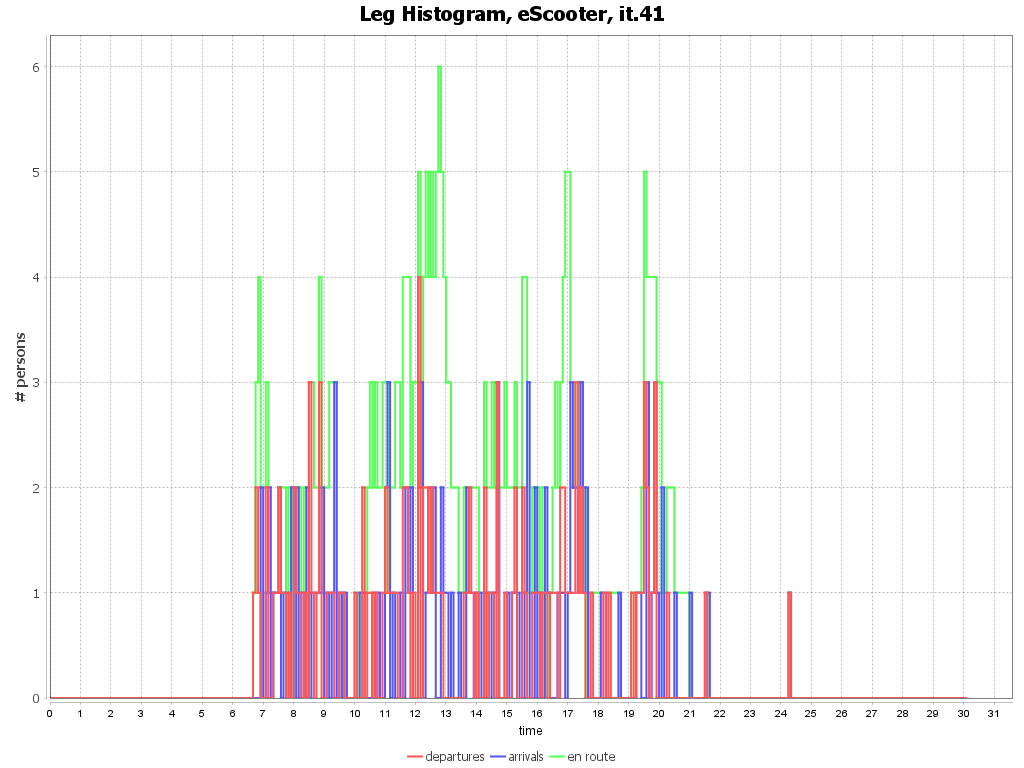 Leg Histogram, eScooter, it.41
# persons
6
5
4
3
2
1
0
0 1 2 3 4 5 6 7 8 9 10 11 12 13 14 15 16 17 18 19 20 21 22 23 24 25 26 27 28 29 30 31
time
departures arrivals en route